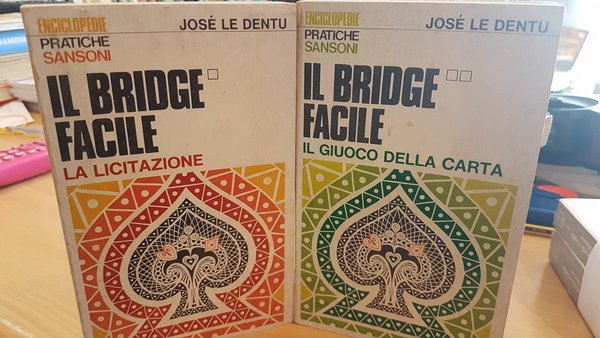 ENCICLOPEDIE
PRATICHE
SANSONI
JOSÉ LE DENTU
IL BRIDGE
FACILE
LA LICITAZIONE
ENCICLOPEDIE
PRATICHE
SANSONI
JOSÉ LE DENTU
IL BRIDGE
FACILE
IL GIUOCO DELLA CARTA